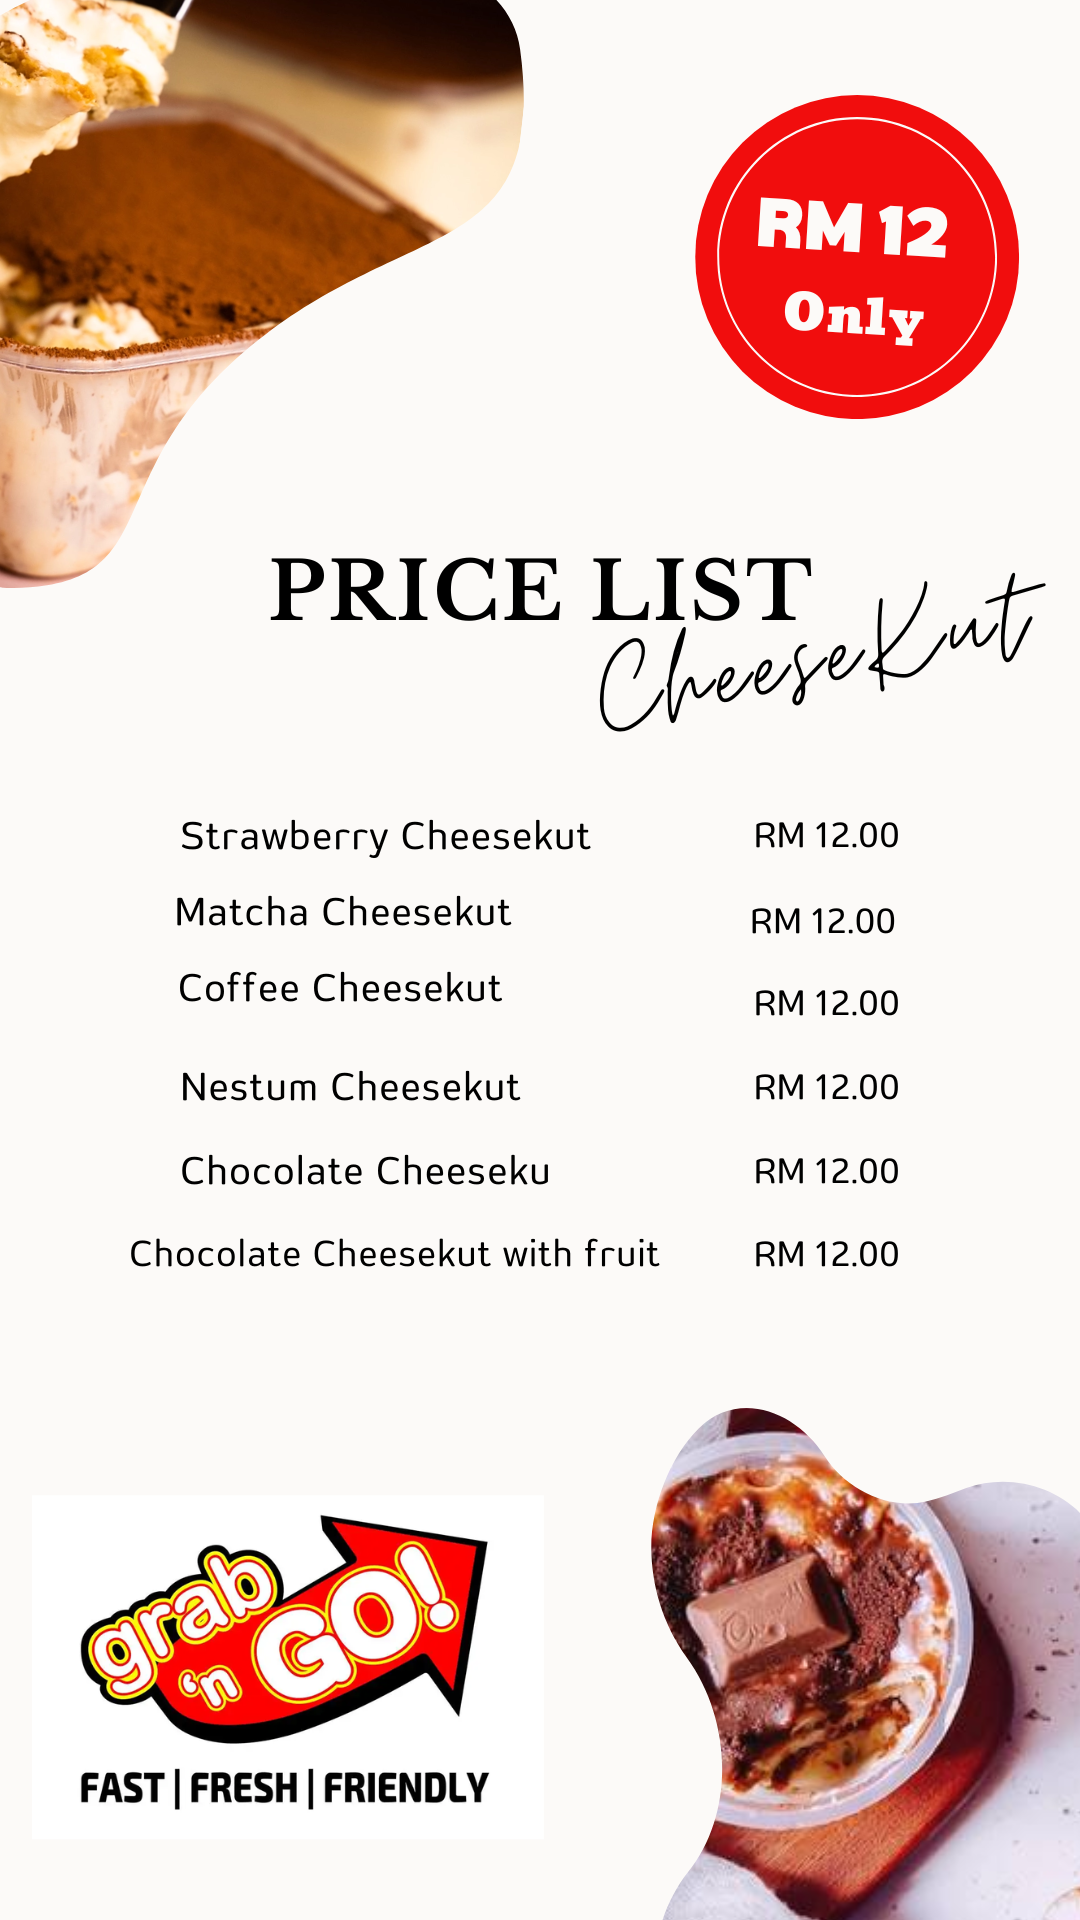 RM 12
Only
PRICE LIST
CheeseKut
Strawberry Cheesekut RM 12.00
Matcha Cheesekut RM 12.00
Coffee Cheesekut RM 12.00
Nestum Cheesekut RM 12.00
Chocolate Cheeseku RM 12.00
Chocolate Cheesekut with fruit RM 12.00
grab
'n GO!
FAST | FRESH | FRIENDLY